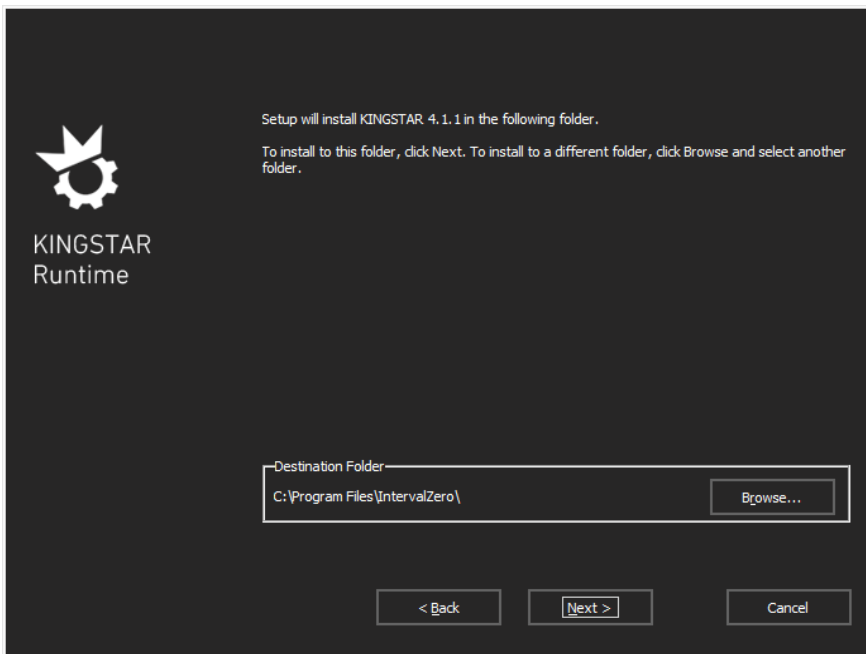 Setup will install KINGSTAR 4.1.1 in the following folder.
To install to this folder, click Next. To install to a different folder, click Browse and select another
folder.
KINGSTAR
Runtime
Destination Folder
C:\Program Files\IntervalZero\
Browse...
< Back
Next >
Cancel